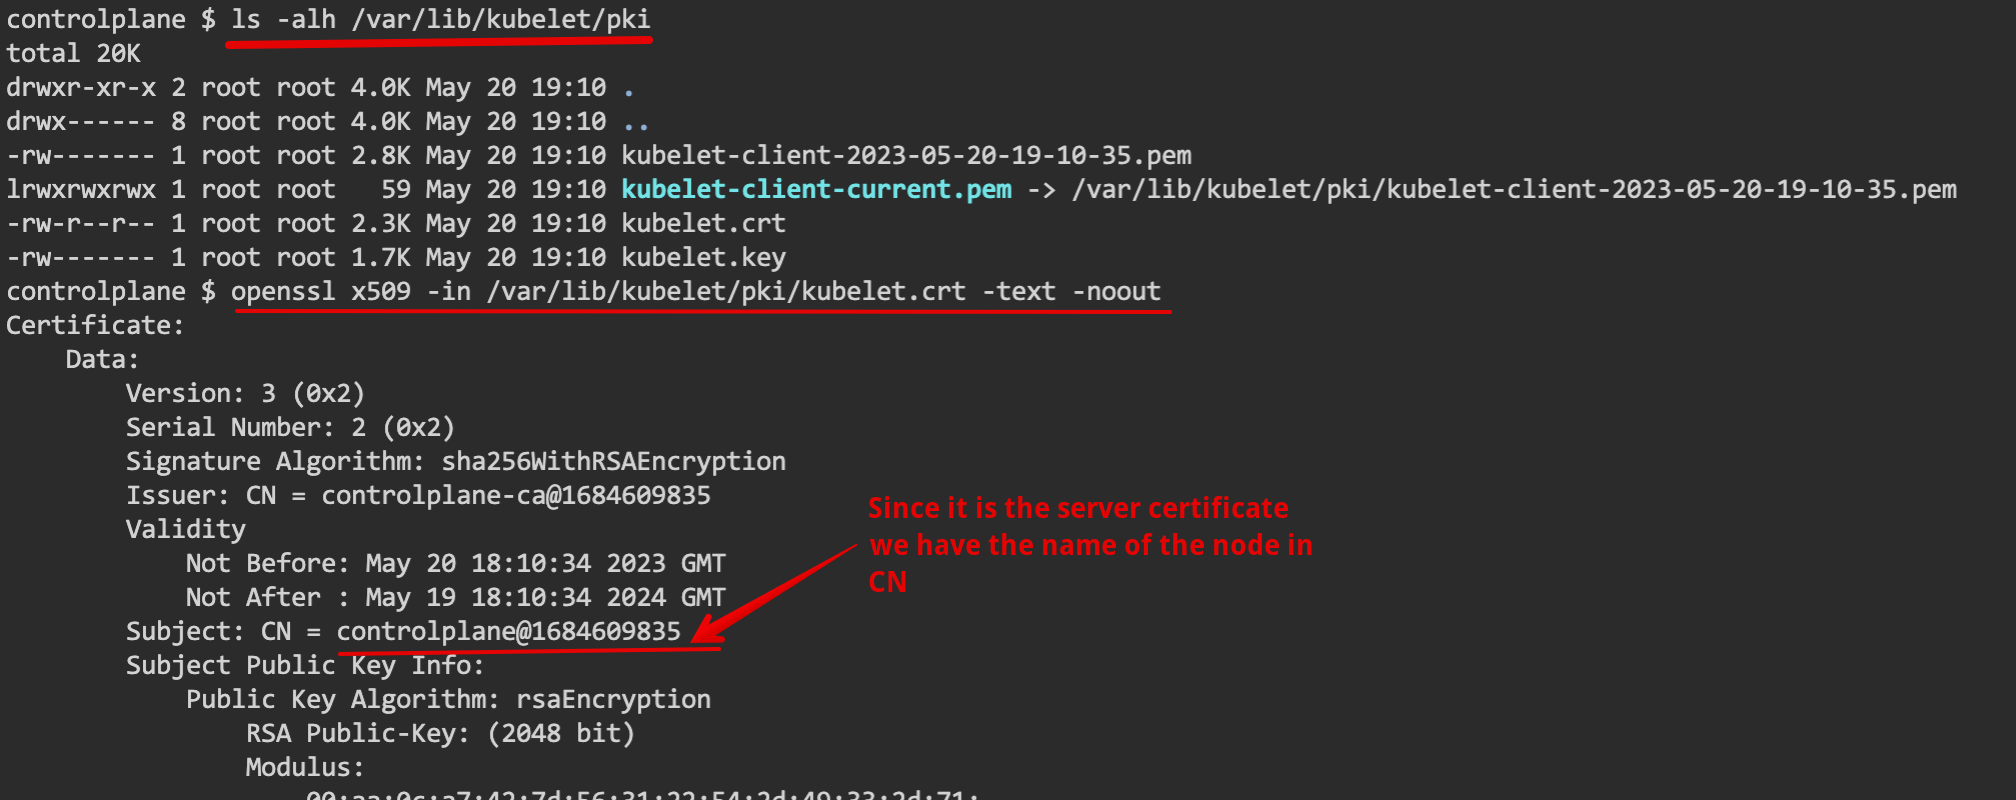 controlplane $ ls -alh /var/lib/kubelet/pki
total 20K
drwxr-xr-x 2 root root 4.0K May 20 19:10 .
drwx------ 8 root root 4.0K May 20 19:10 ..
-rw------- 1 root root 2.8K May 20 19:10 kubelet-client-2023-05-20-19-10-35.pem
lrwxrwxrwx 1 root root   59 May 20 19:10 kubelet-client-current.pem -> /var/lib/kubelet/pki/kubelet-client-2023-05-20-19-10-35.pem
-rw-r--r-- 1 root root 2.3K May 20 19:10 kubelet.crt
-rw------- 1 root root 1.7K May 20 19:10 kubelet.key
controlplane $ openssl x509 -in /var/lib/kubelet/pki/kubelet.crt -text -noout
Certificate:
    Data:
        Version: 3 (0x2)
        Serial Number: 2 (0x2)
        Signature Algorithm: sha256WithRSAEncryption
        Issuer: CN = controlplane-ca@1684609835
        Validity
            Not Before: May 20 18:10:34 2023 GMT
            Not After : May 19 18:10:34 2024 GMT
        Subject: CN = controlplane@1684609835
        Subject Public Key Info:
            Public Key Algorithm: rsaEncryption
                RSA Public-Key: (2048 bit)
                Modulus:
Since it is the server certificate
we have the name of the node in
CN